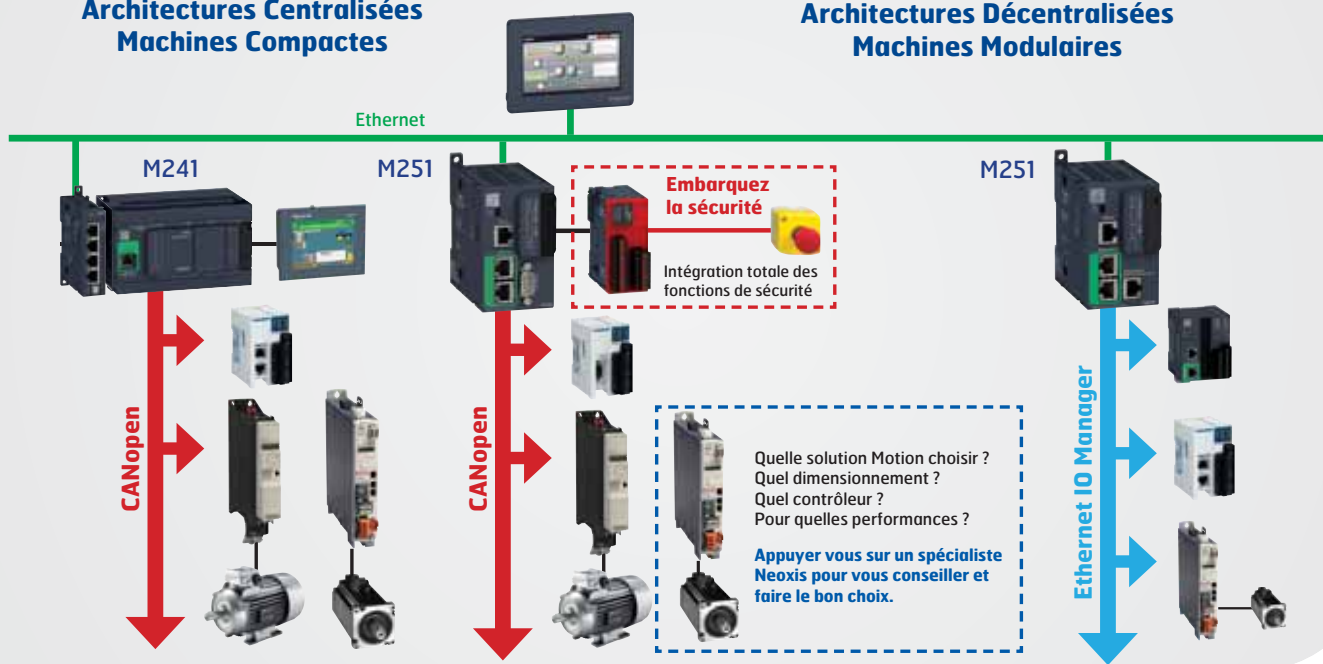 Architectures Centralisées
Machines Compactes
Architectures Décentralisées
Machines Modulaires
Ethernet
M241
M251
M251
Embarquez
la sécurité
Intégration totale des
fonctions de sécurité
CANopen
CANopen
Ethernet IO Manager
Quelle solution Motion choisir ?
Quel dimensionnement ?
Quel contrôleur ?
Pour quelles performances ?
Appuyer vous sur un spécialiste
Neoxis pour vous conseiller et
faire le bon choix.